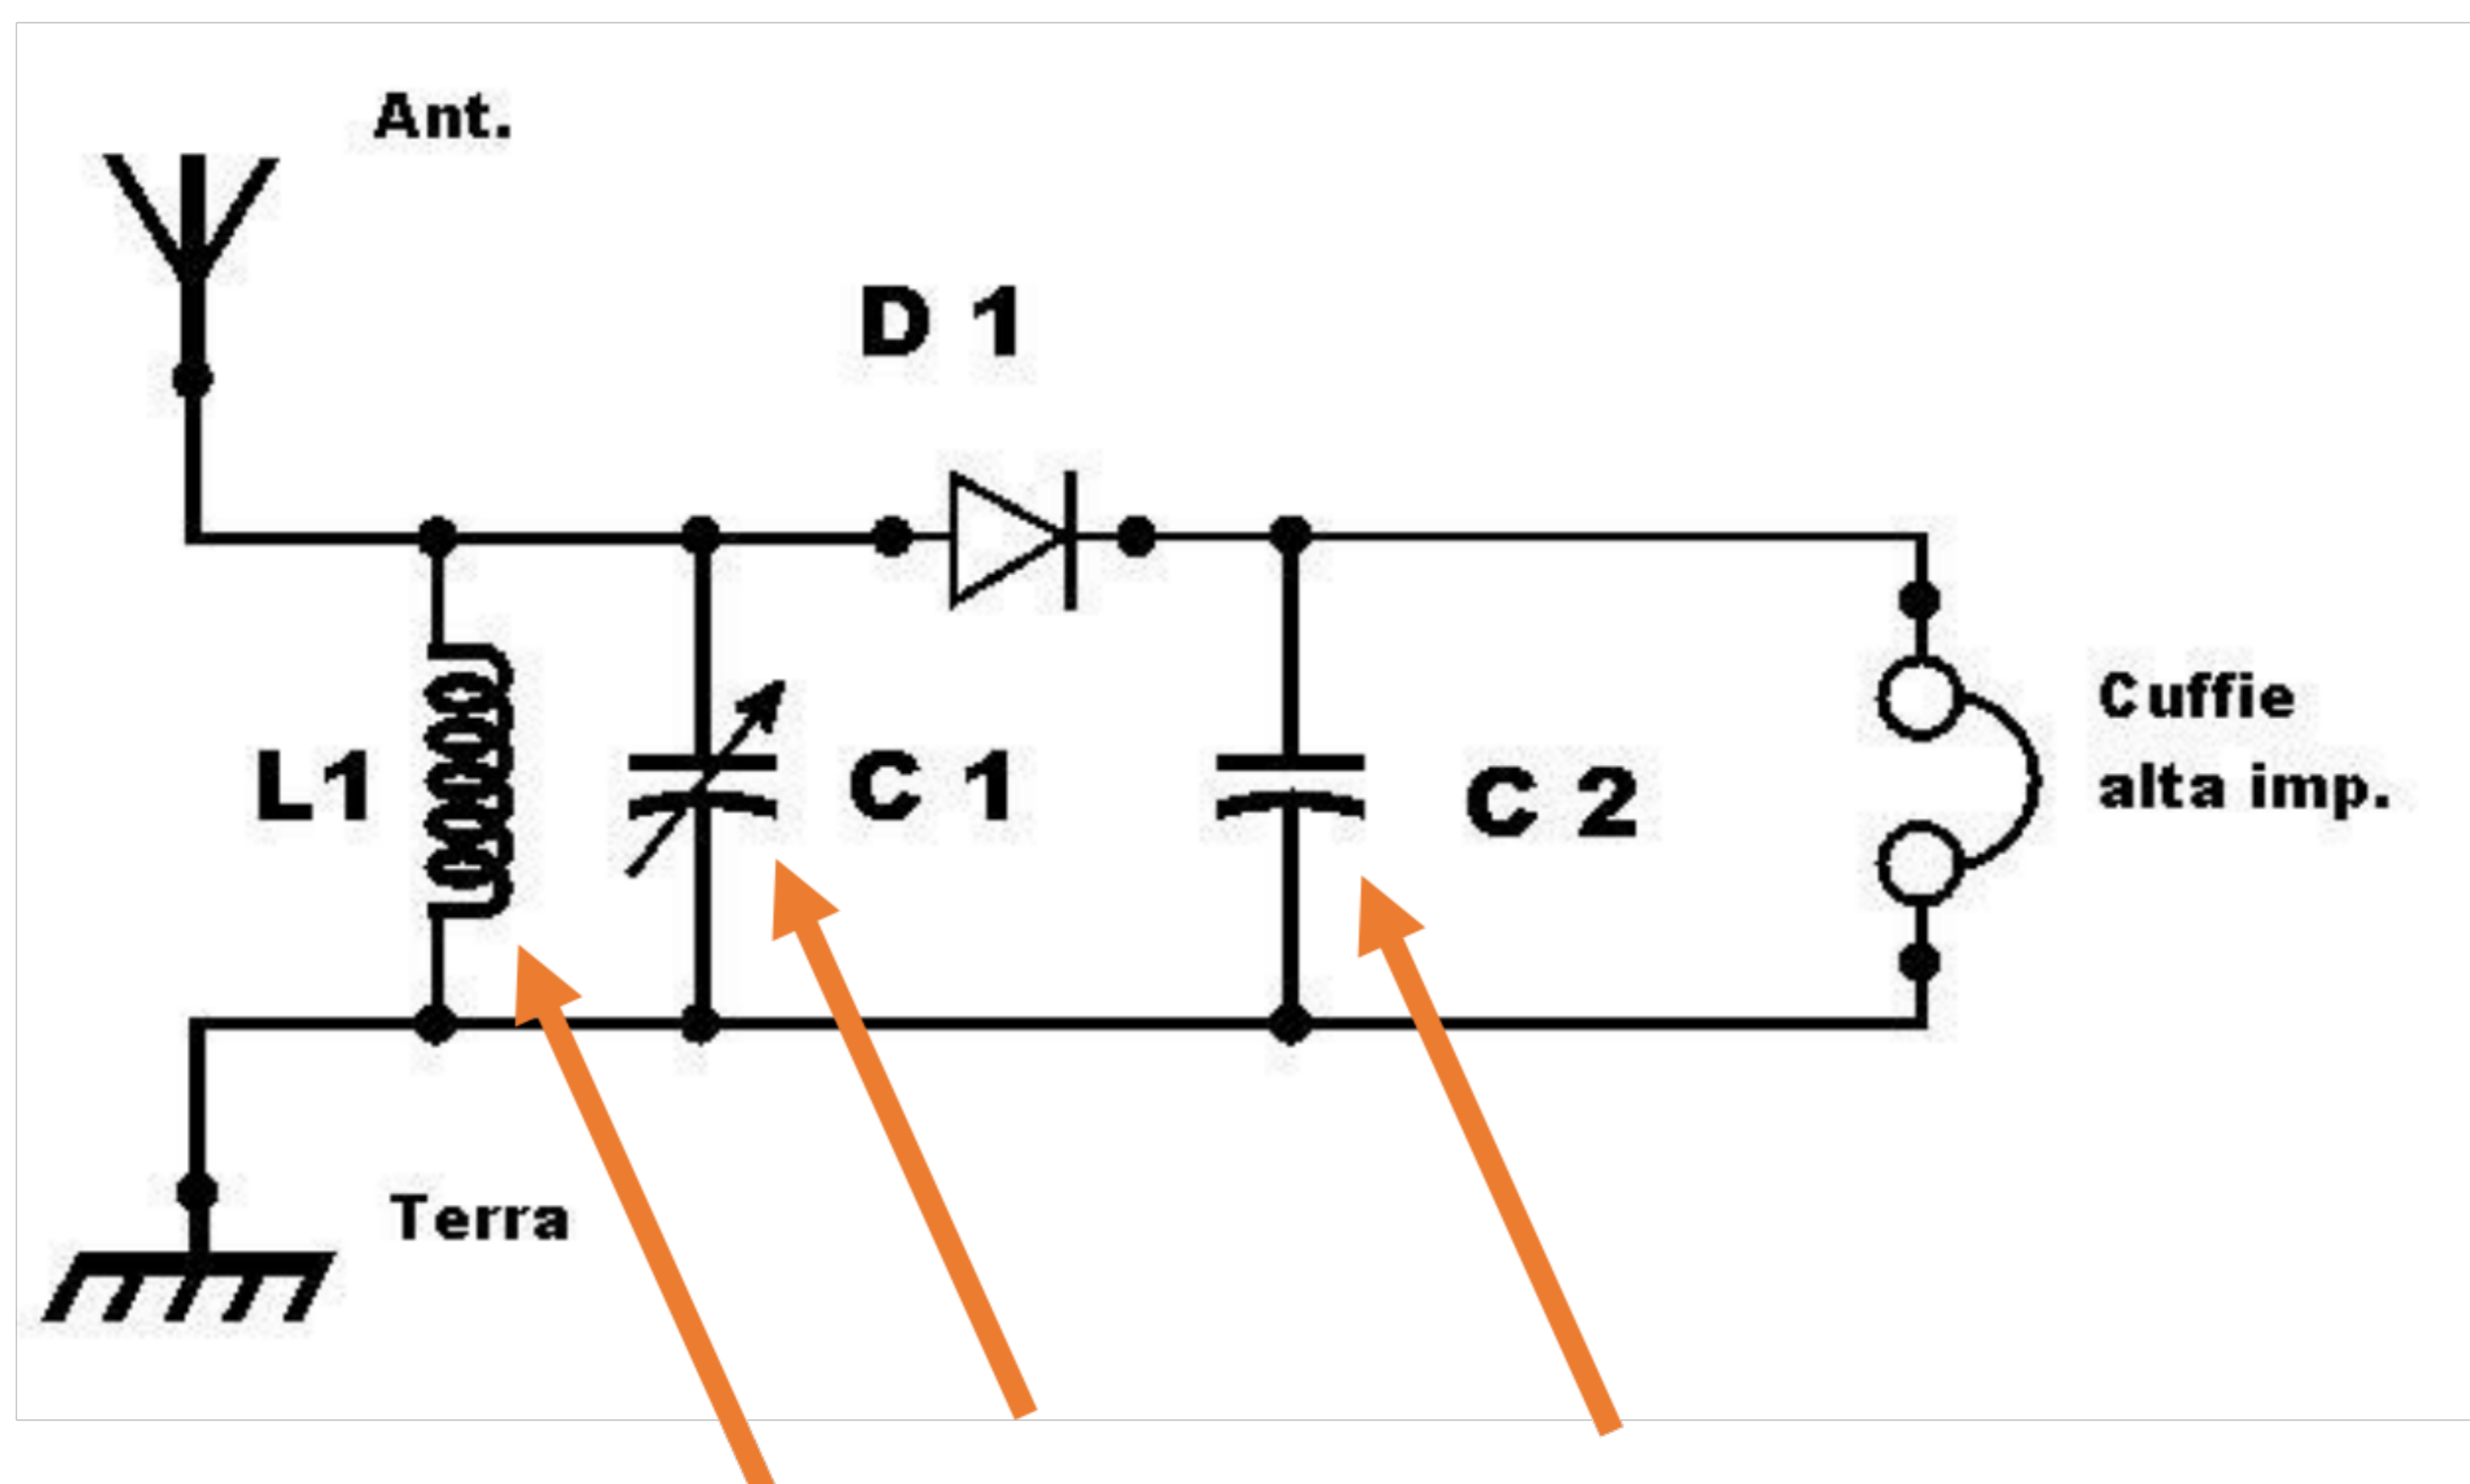 Ant.
D 1
L1
C 1
C 2
Cuffie
alta imp.
Terra